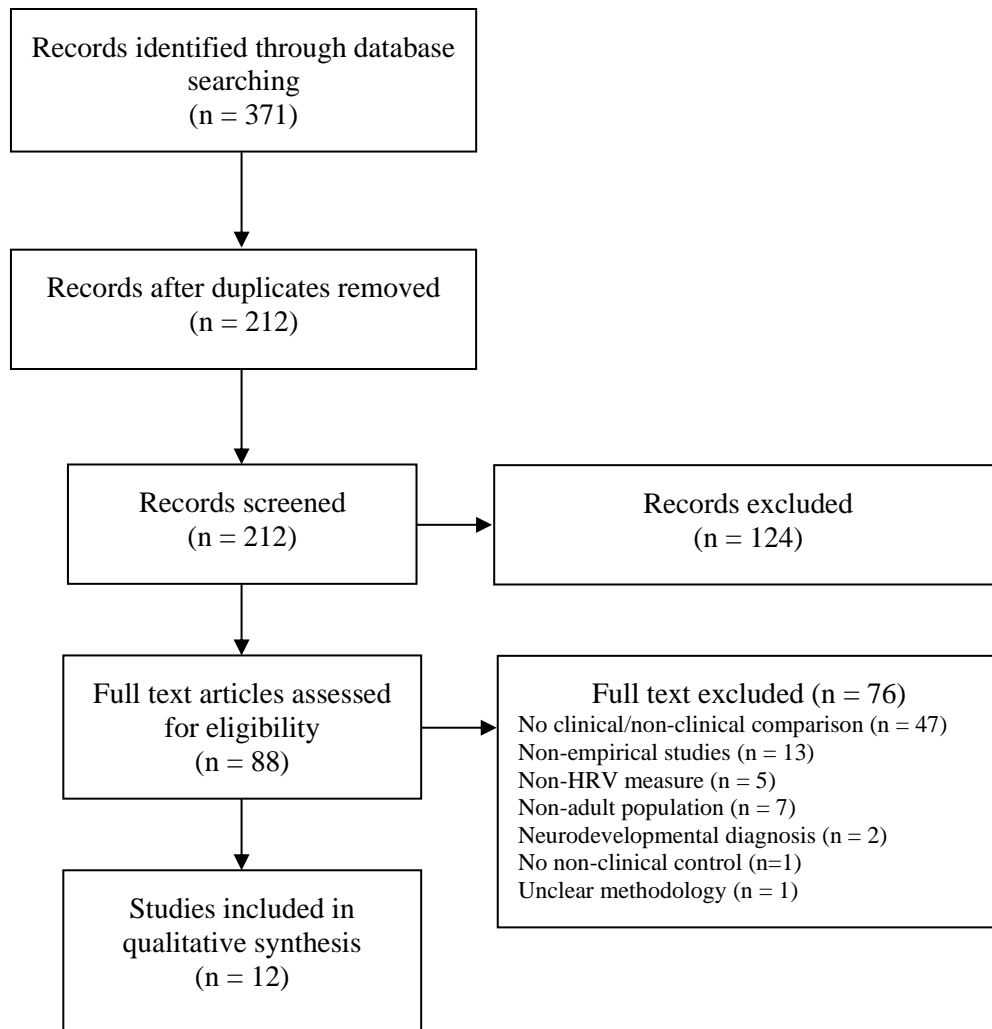 Records identified through database
searching
(n = 371)
Records after duplicates removed
(n = 212)
Records screened
(n = 212)
Records excluded
(n = 124)
Full text articles assessed
for eligibility
(n = 88)
Full text excluded (n = 76)
No clinical/non-clinical comparison (n = 47)
Non-empirical studies (n = 13)
Non-HRV measure (n = 5)
Non-adult population (n = 7)
Neurodevelopmental diagnosis (n = 2)
No non-clinical control (n=1)
Unclear methodology (n = 1)
Studies included in
qualitative synthesis
(n = 12)